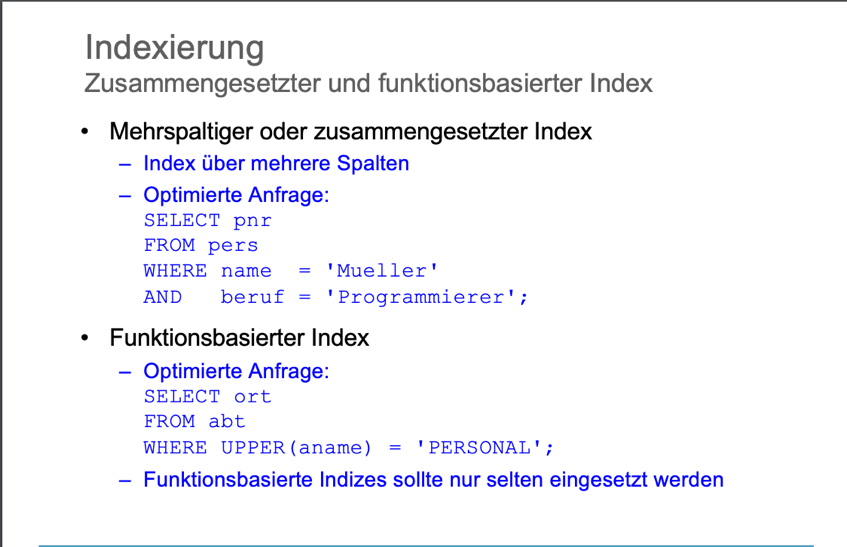 Indexierung
Zusammengesetzter und funktionsbasierter Index
• Mehrspaltiger oder zusammengesetzter Index
– Index über mehrere Spalten
– Optimierte Anfrage:
SELECT pnr
FROM pers
WHERE name  = 'Mueller'
AND   beruf = 'Programmierer';
• Funktionsbasierter Index
– Optimierte Anfrage:
SELECT ort
FROM abt
WHERE UPPER(aname) = 'PERSONAL';
– Funktionsbasierte Indizes sollte nur selten eingesetzt werden